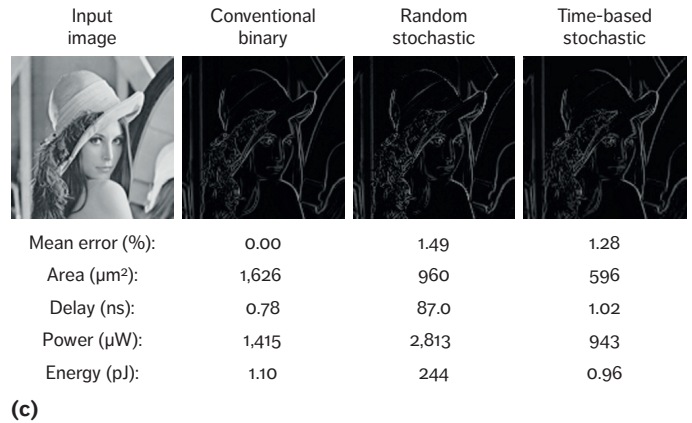 Input image
Conventional binary
Random stochastic
Time-based stochastic
Mean error (%): 0.00 1.49 1.28
Area (µm²): 1,626 960 596
Delay (ns): 0.78 87.0 1.02
Power (µW): 1,415 2,813 943
Energy (pJ): 1.10 244 0.96
(c)